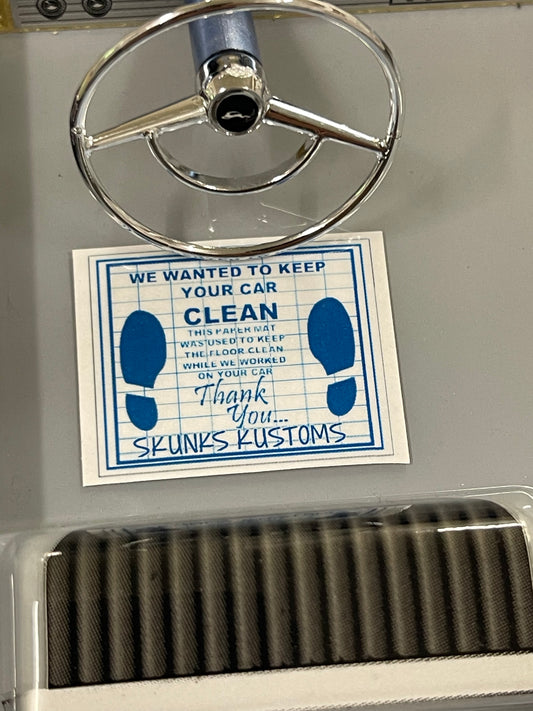 WE WANTED TO KEEP
YOUR CAR
CLEAN
THIS PAPER MAT
WAS USED TO KEEP
THE FLOOR CLEAN
WHILE WE WORKED
ON YOUR CAR
Thank
You...
SKUNKS KUSTOMS